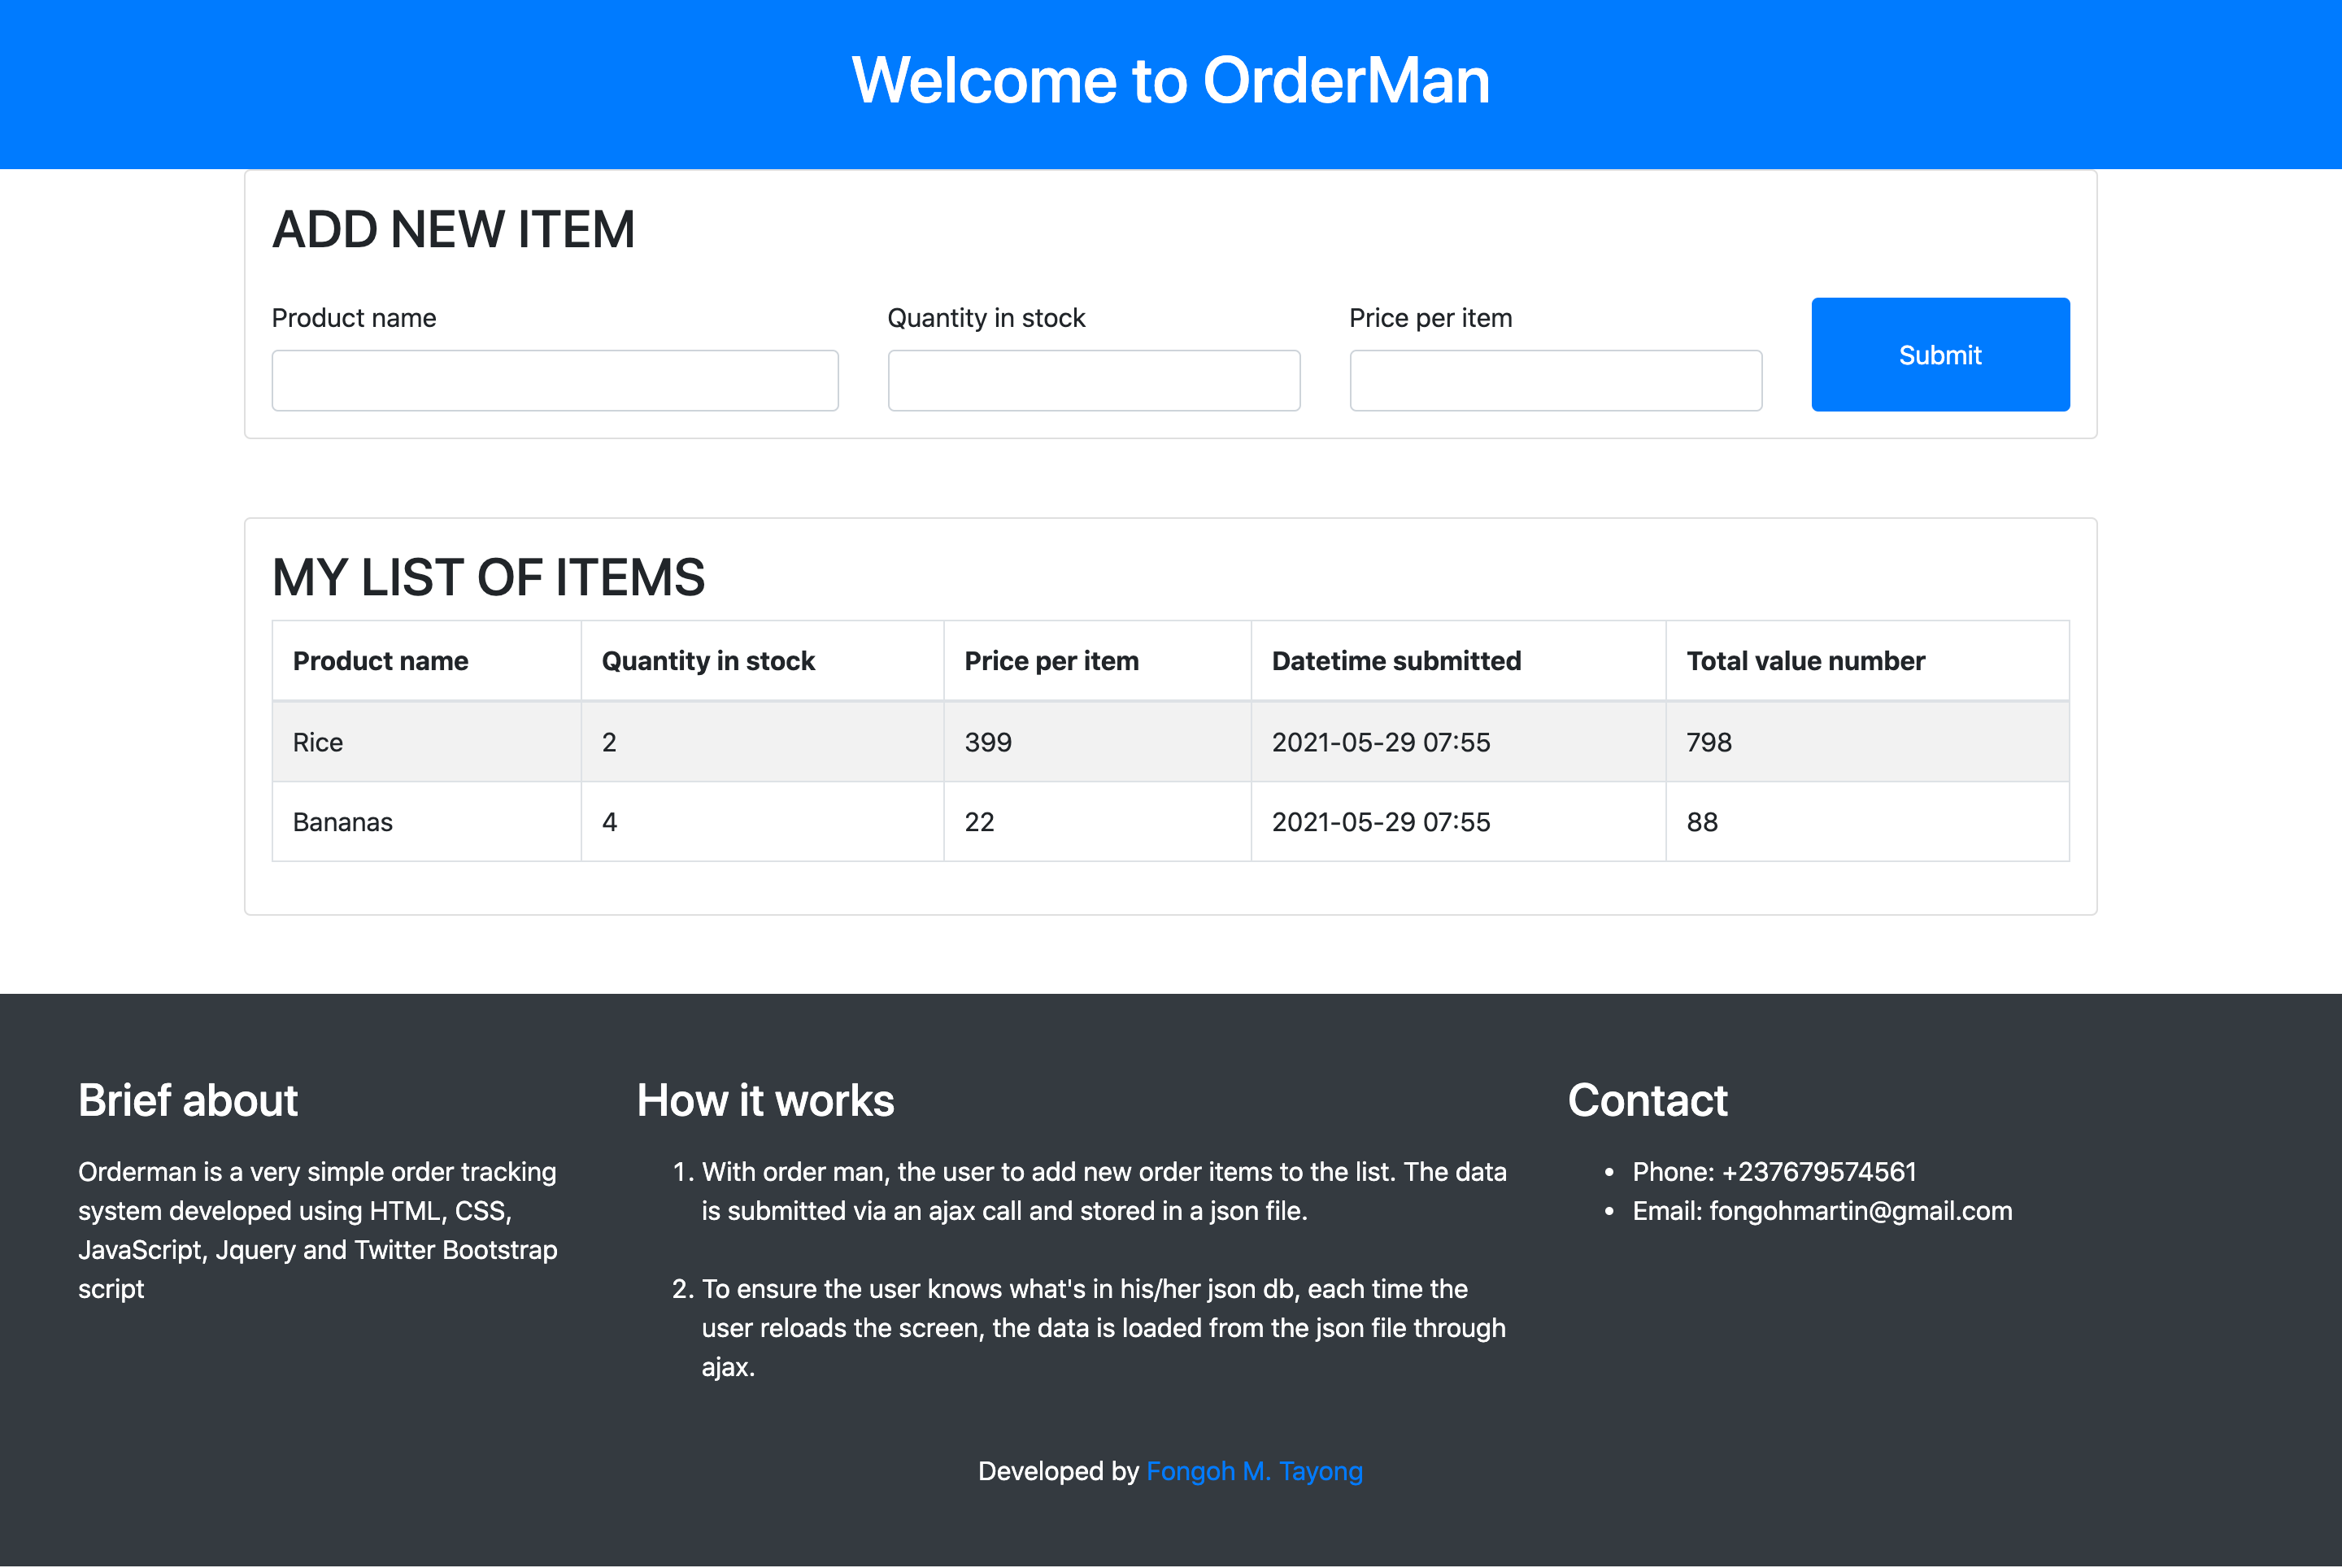 Welcome to OrderMan
ADD NEW ITEM
Product name
Quantity in stock
Price per item
Submit
MY LIST OF ITEMS
Product name Quantity in stock Price per item Datetime submitted Total value number
Rice 2 399 2021-05-29 07:55 798
Bananas 4 22 2021-05-29 07:55 88
Brief about
Orderman is a very simple order tracking
system developed using HTML, CSS,
JavaScript, Jquery and Twitter Bootstrap
script
How it works
1. With order man, the user to add new order items to the list. The data
is submitted via an ajax call and stored in a json file.
2. To ensure the user knows what's in his/her json db, each time the
user reloads the screen, the data is loaded from the json file through
ajax.
Contact
• Phone: +237679574561
• Email: fongohmartin@gmail.com
Developed by Fongoh M. Tayong